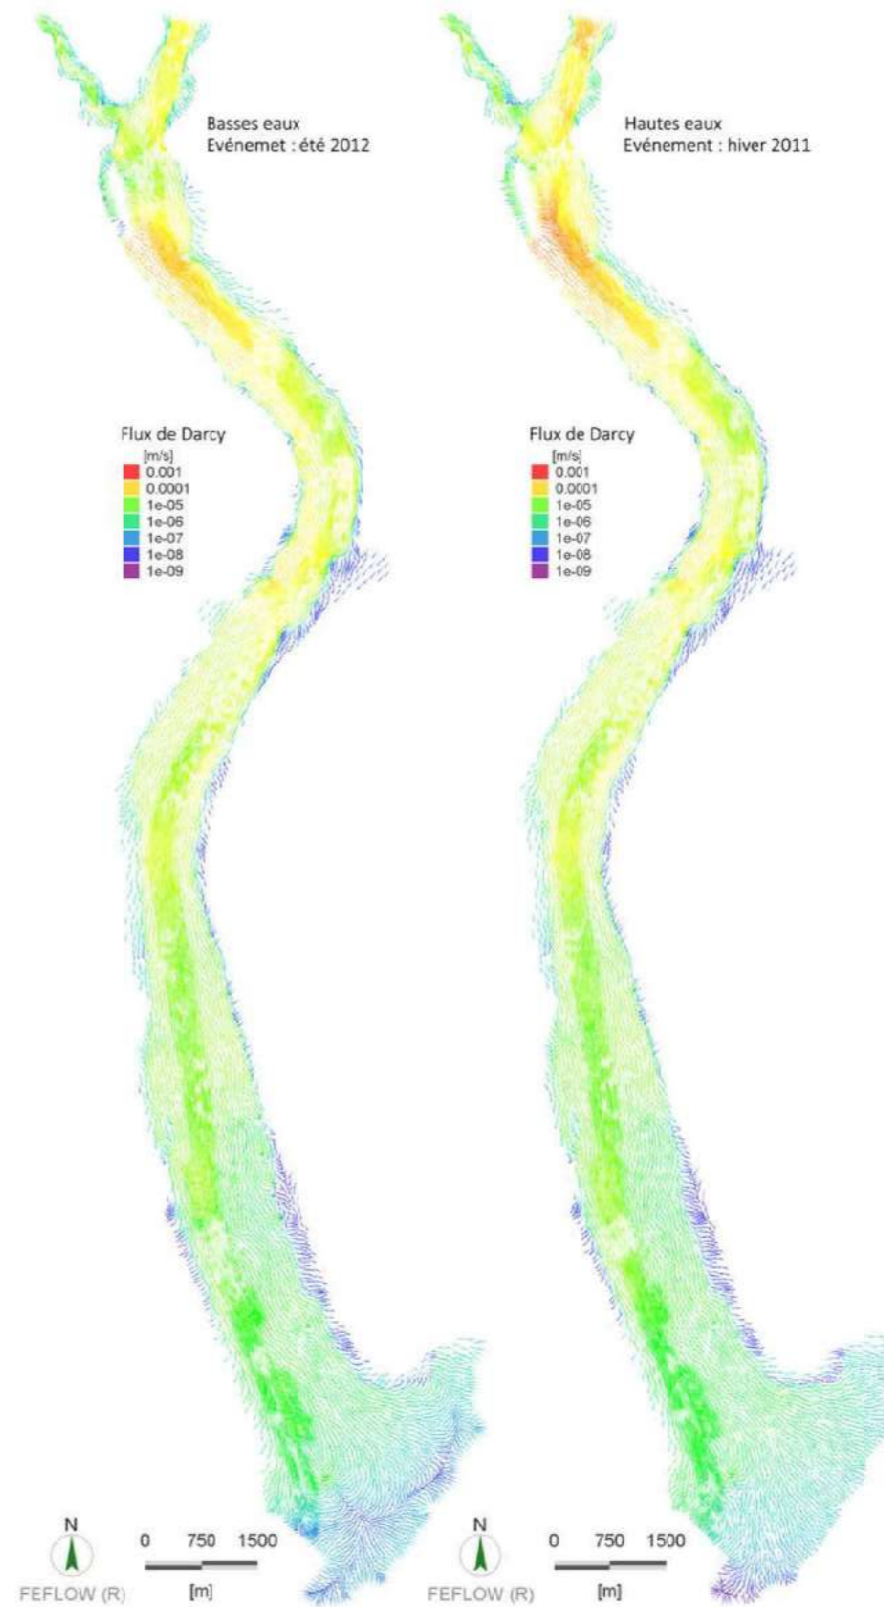 Basses eaux
Evénemet : été 2012
Hautes eaux
Evénement : hiver 2011
Flux de Darcy
[m/s]
0.001
0.0001
1e-05
1e-06
1e-07
1e-08
1e-09
Flux de Darcy
[m/s]
0.001
0.0001
1e-05
1e-06
1e-07
1e-08
1e-09
N
0 750 1500
FEFLOW (R)
[m]
N
0 750 1500
FEFLOW (R)
[m]